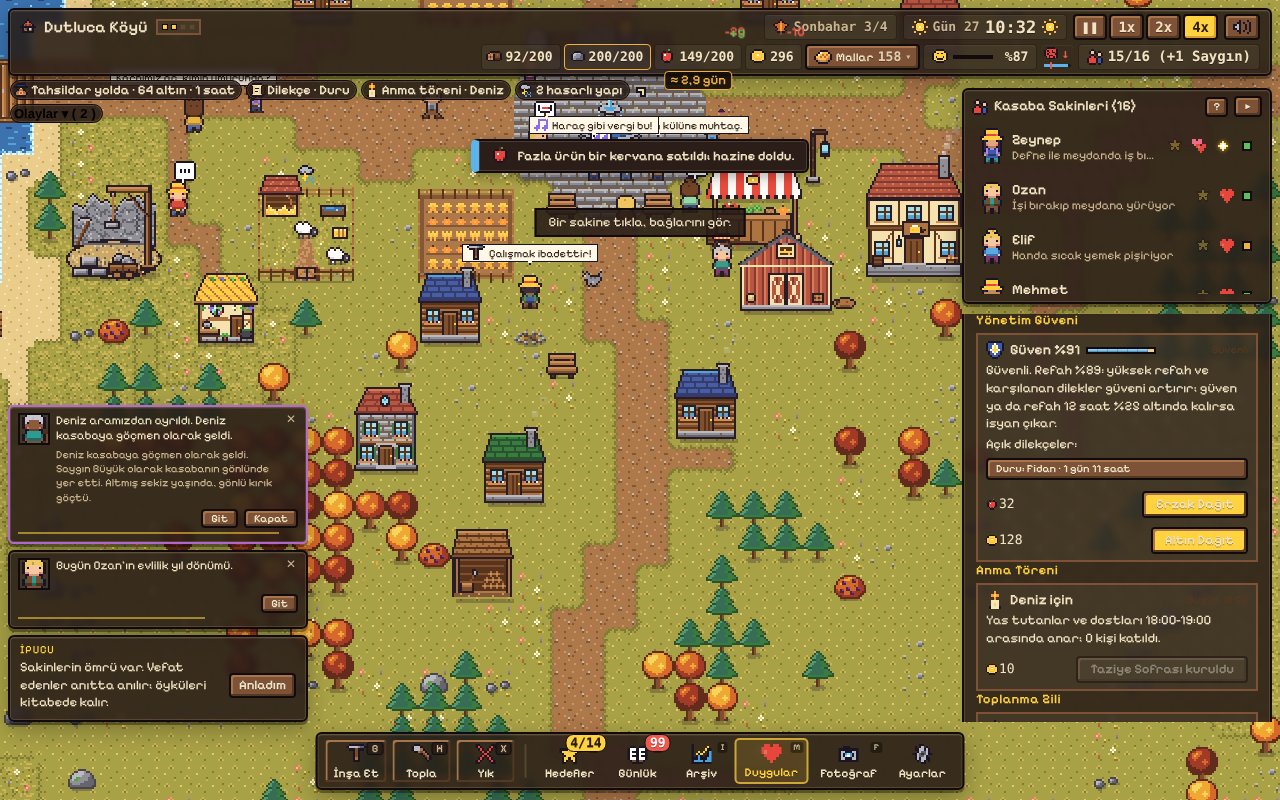 Dutluca Köyü
Sonbahar 3/4
Gün 27 10:32
1x
2x
4x
92/200
200/200
149/200
296
Mallar 158
%87
15/16 (+1 Saygın)
≈ 2.9 gün
Tahsildar yolda · 64 altın · 1 saat
Dilekçe · Duru
Anma töreni · Deniz
2 hasarlı yapı
Olaylar ▾ ( 2 )
Haraç gibi vergi bu!
külüne muhtaç.
Fazla ürün bir kervana satıldı: hazine doldu.
Bir sakine tıkla, bağlarını gör.
Çalışmak ibadettir!
Kasaba Sakinleri (16)
?
Zeynep
Defne ile meydanda iş bı...
Ozan
İşi bırakıp meydana yürüyor
Elif
Handa sıcak yemek pişiriyor
Mehmet
Yönetim Güveni
Güven %91
Güvenli. Refah %89: yüksek refah ve
karşılanan dilekler güveni artırır; güven
ya da refah 12 saat %28 altında kalırsa
isyan çıkar.
Açık dilekçeler:
Duru: Fidan · 1 gün 11 saat
32
Erzak Dağıt
128
Altın Dağıt
Anma Töreni
Deniz için
Yas tutanlar ve dostları 18:00-19:00
arasında anar; 0 kişi katıldı.
10
Taziye Sofrası kuruldu
Toplanma Zili
Deniz aramızdan ayrıldı. Deniz
kasabaya göçmen olarak geldi.
Deniz kasabaya göçmen olarak geldi.
Saygın Büyük olarak kasabanın gönlünde
yer etti. Altmış sekiz yaşında, gönlü kırık
göçtü.
Git
Kapat
Bugün Ozan'ın evlilik yıl dönümü.
Git
İPUCU
Sakinlerin ömrü var. Vefat
edenler anıtta anılır; öyküleri
kitabede kalır.
Anladım
B
İnşa Et
H
Topla
X
Yık
4/14
Hedefler
99
Günlük
I
Arşiv
M
Duygular
F
Fotoğraf
Ayarlar